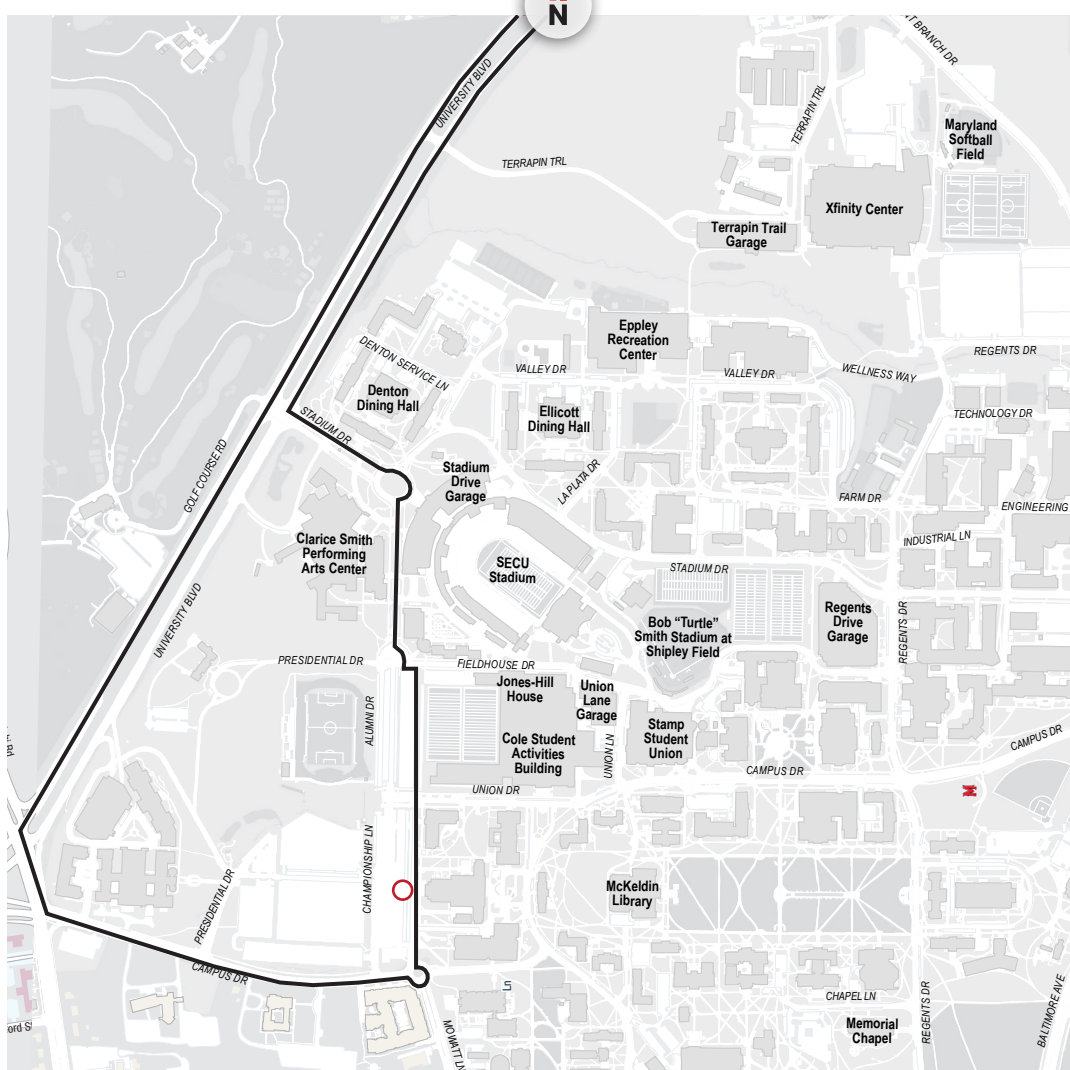 N
UNIVERSITY BLVD
TERRAPIN TRL
TERRAPIN TRL
Maryland
Softball
Field
Xfinity Center
Terrapin Trail
Garage
Eppley
Recreation
Center
REGENTS DR
DENTON SERVICE LN
VALLEY DR
VALLEY DR
WELLNESS WAY
Denton
Dining Hall
Ellicott
Dining Hall
TECHNOLOGY DR
STADIUM DR
GOLF COURSE RD
Stadium
Drive
Garage
LA PLATA DR
FARM DR
ENGINEERING
Clarice Smith
Performing
Arts Center
INDUSTRIAL LN
SECU
Stadium
STADIUM DR
UNIVERSITY BLVD
Bob “Turtle”
Smith Stadium at
Shipley Field
Regents
Drive
Garage
REGENTS DR
PRESIDENTIAL DR
FIELDHOUSE DR
Jones-Hill
House
Union
Lane
Garage
ALUMNI DR
Stamp
Student
Union
Cole Student
Activities
Building
UNION LN
CAMPUS DR
CAMPUS DR
UNION DR
M
CHAMPIONSHIP LN
McKeldin
Library
PRESIDENTIAL DR
CAMPUS DR
CHAPEL LN
REGENTS DR
BALTIMORE AVE
Memorial
Chapel
MOWATT LN